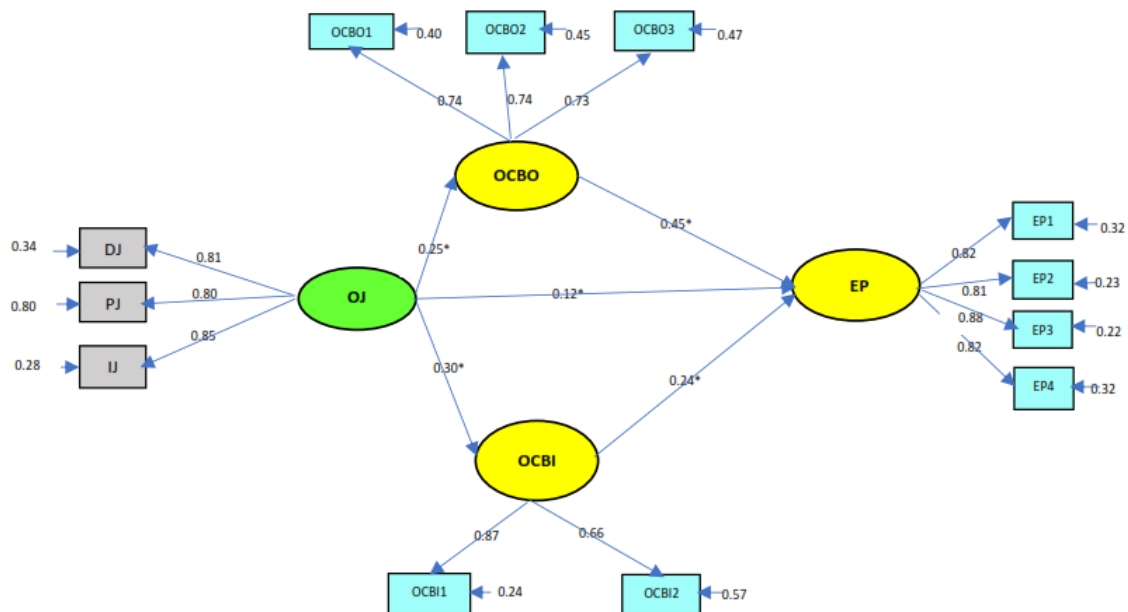 OCBO1
0.40
OCBO2
0.45
OCBO3
0.47
0.74
0.74
0.73
OCBO
0.25*
0.45*
0.34
DJ
0.81
0.80
PJ
0.80
0.28
IJ
0.85
OJ
0.12*
EP
0.30*
0.24*
EP1
0.32
0.82
EP2
0.23
0.81
EP3
0.22
0.88
EP4
0.32
0.82
OCBI
0.87
0.66
OCBI1
0.24
OCBI2
0.57